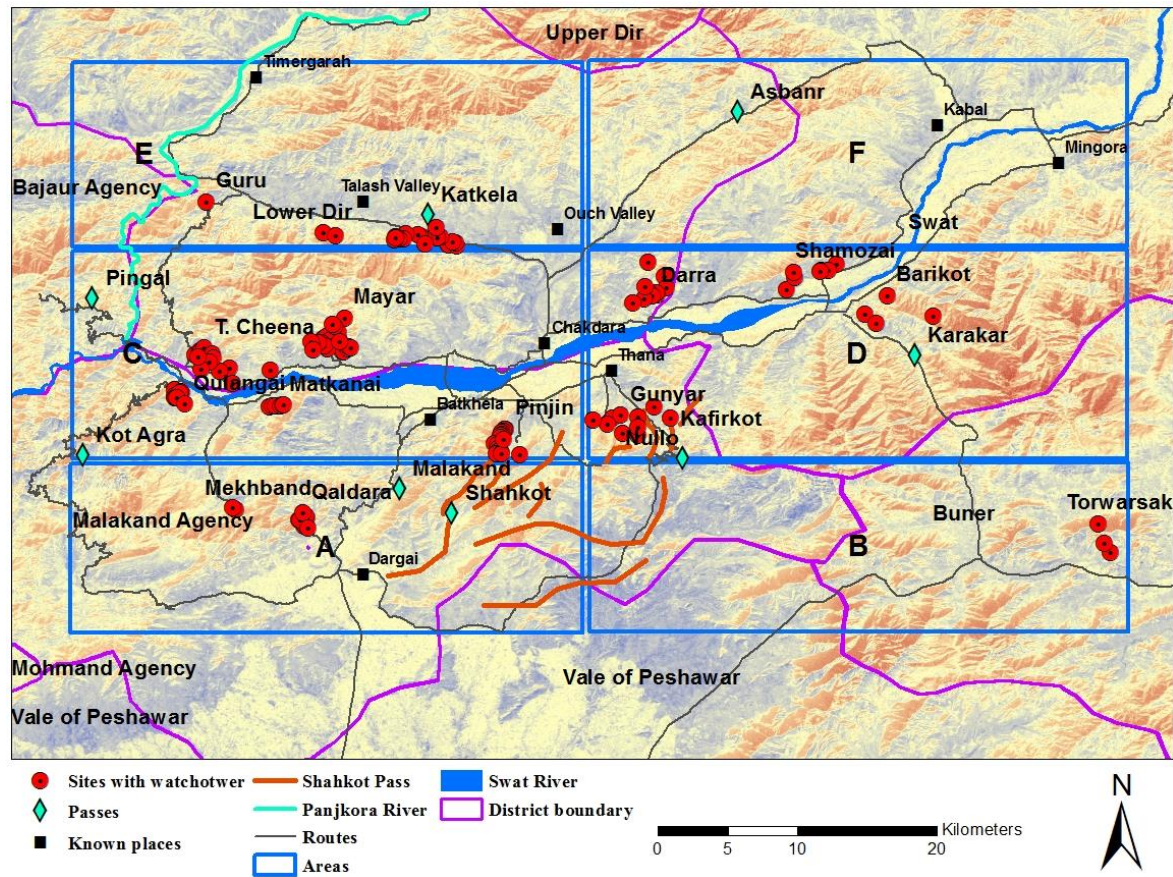 Upper Dir
Timergarah
Asbanr
Kabal
Mingora
E
F
Bajaur Agency
Guru
Talash Valley
Katkela
Lower Dir
Ouch Valley
Swat
Shamozai
Pingal
Darra
Barikot
Mayar
T. Cheena
Chakdara
Karakar
C
Thana
D
Qulangai
Matkanai
Gunyar
Batkhela
Pinjin
Kafirkot
Nullo
Kot Agra
Malakand
Mekhband
Qaldara
Shahkot
Torwarsak
Malakand Agency
Buner
A
B
Dargai
Mohmand Agency
Vale of Peshawar
Vale of Peshawar
Sites with watchotwer
Shahkot Pass
Swat River
Passes
Panjkora River
District boundary
Known places
Routes
Areas
N
Kilometers
0 5 10 20